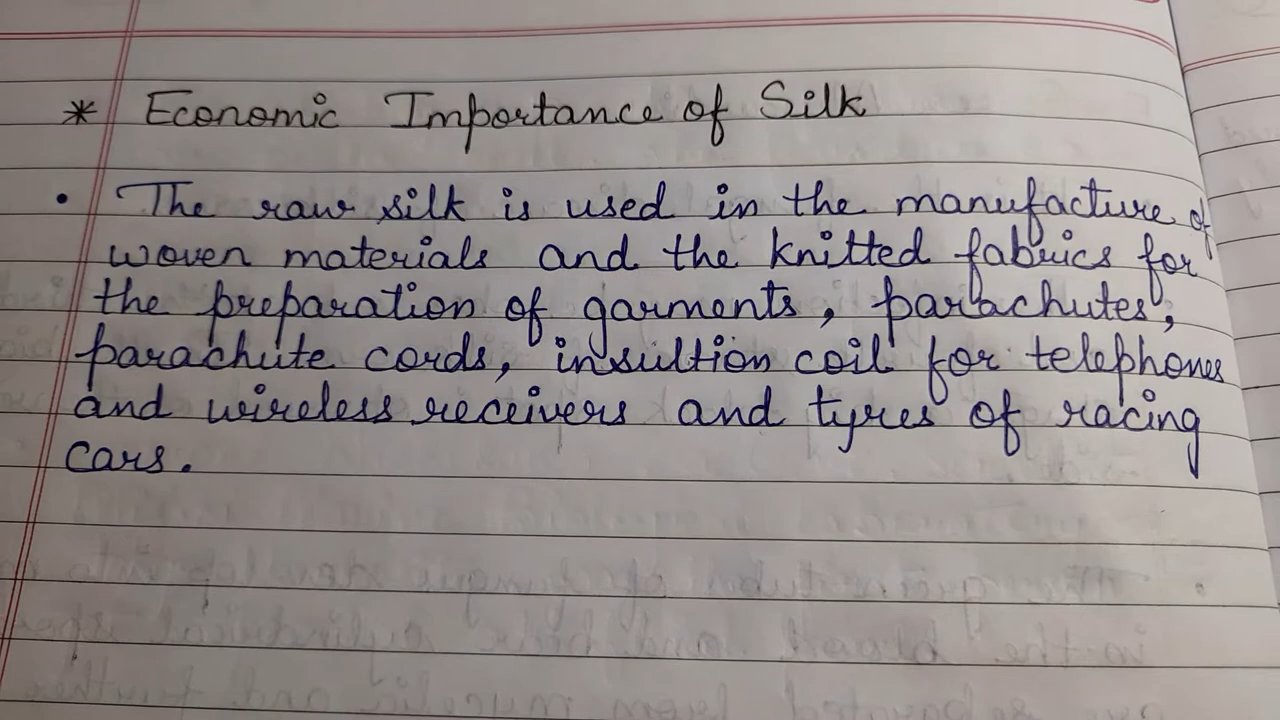 * Economic Importance of Silk
• The raw silk is used in the manufacture of
woven materials and the knitted fabrics for
the preparation of garments, parachutes,
parachute cords, insultion coil for telephones
and wireless receivers and tyres of racing
cars.